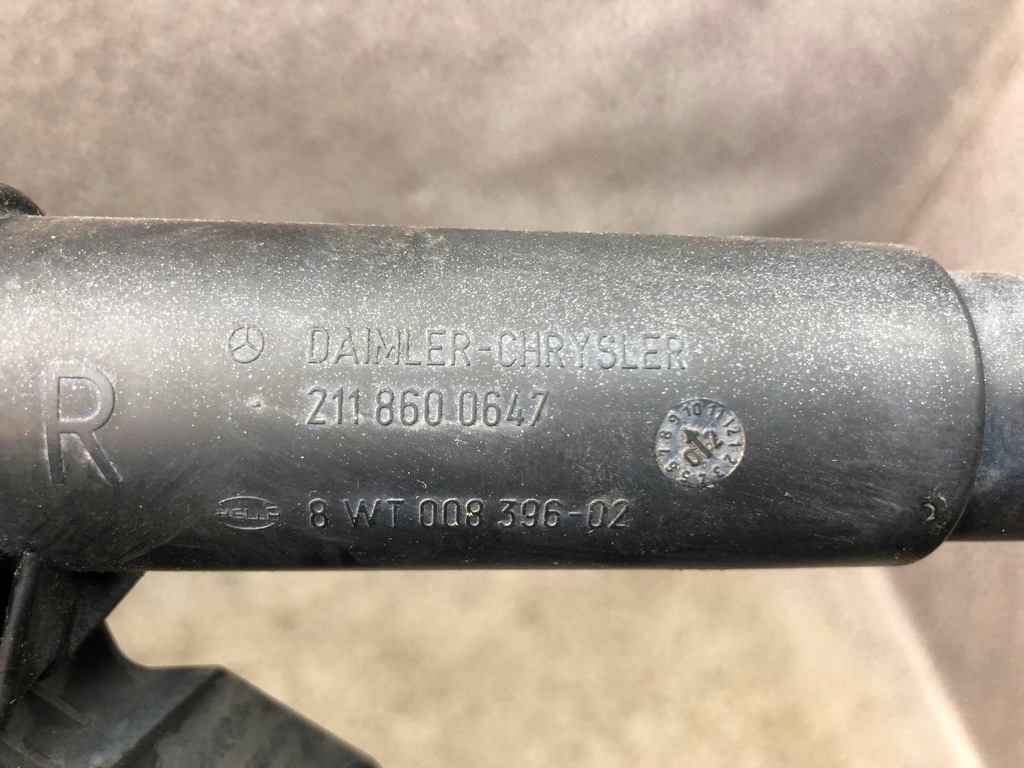 DAIMLER-CHRYSLER
211 860 0647
R
HELLA 8 WT 008 396-02